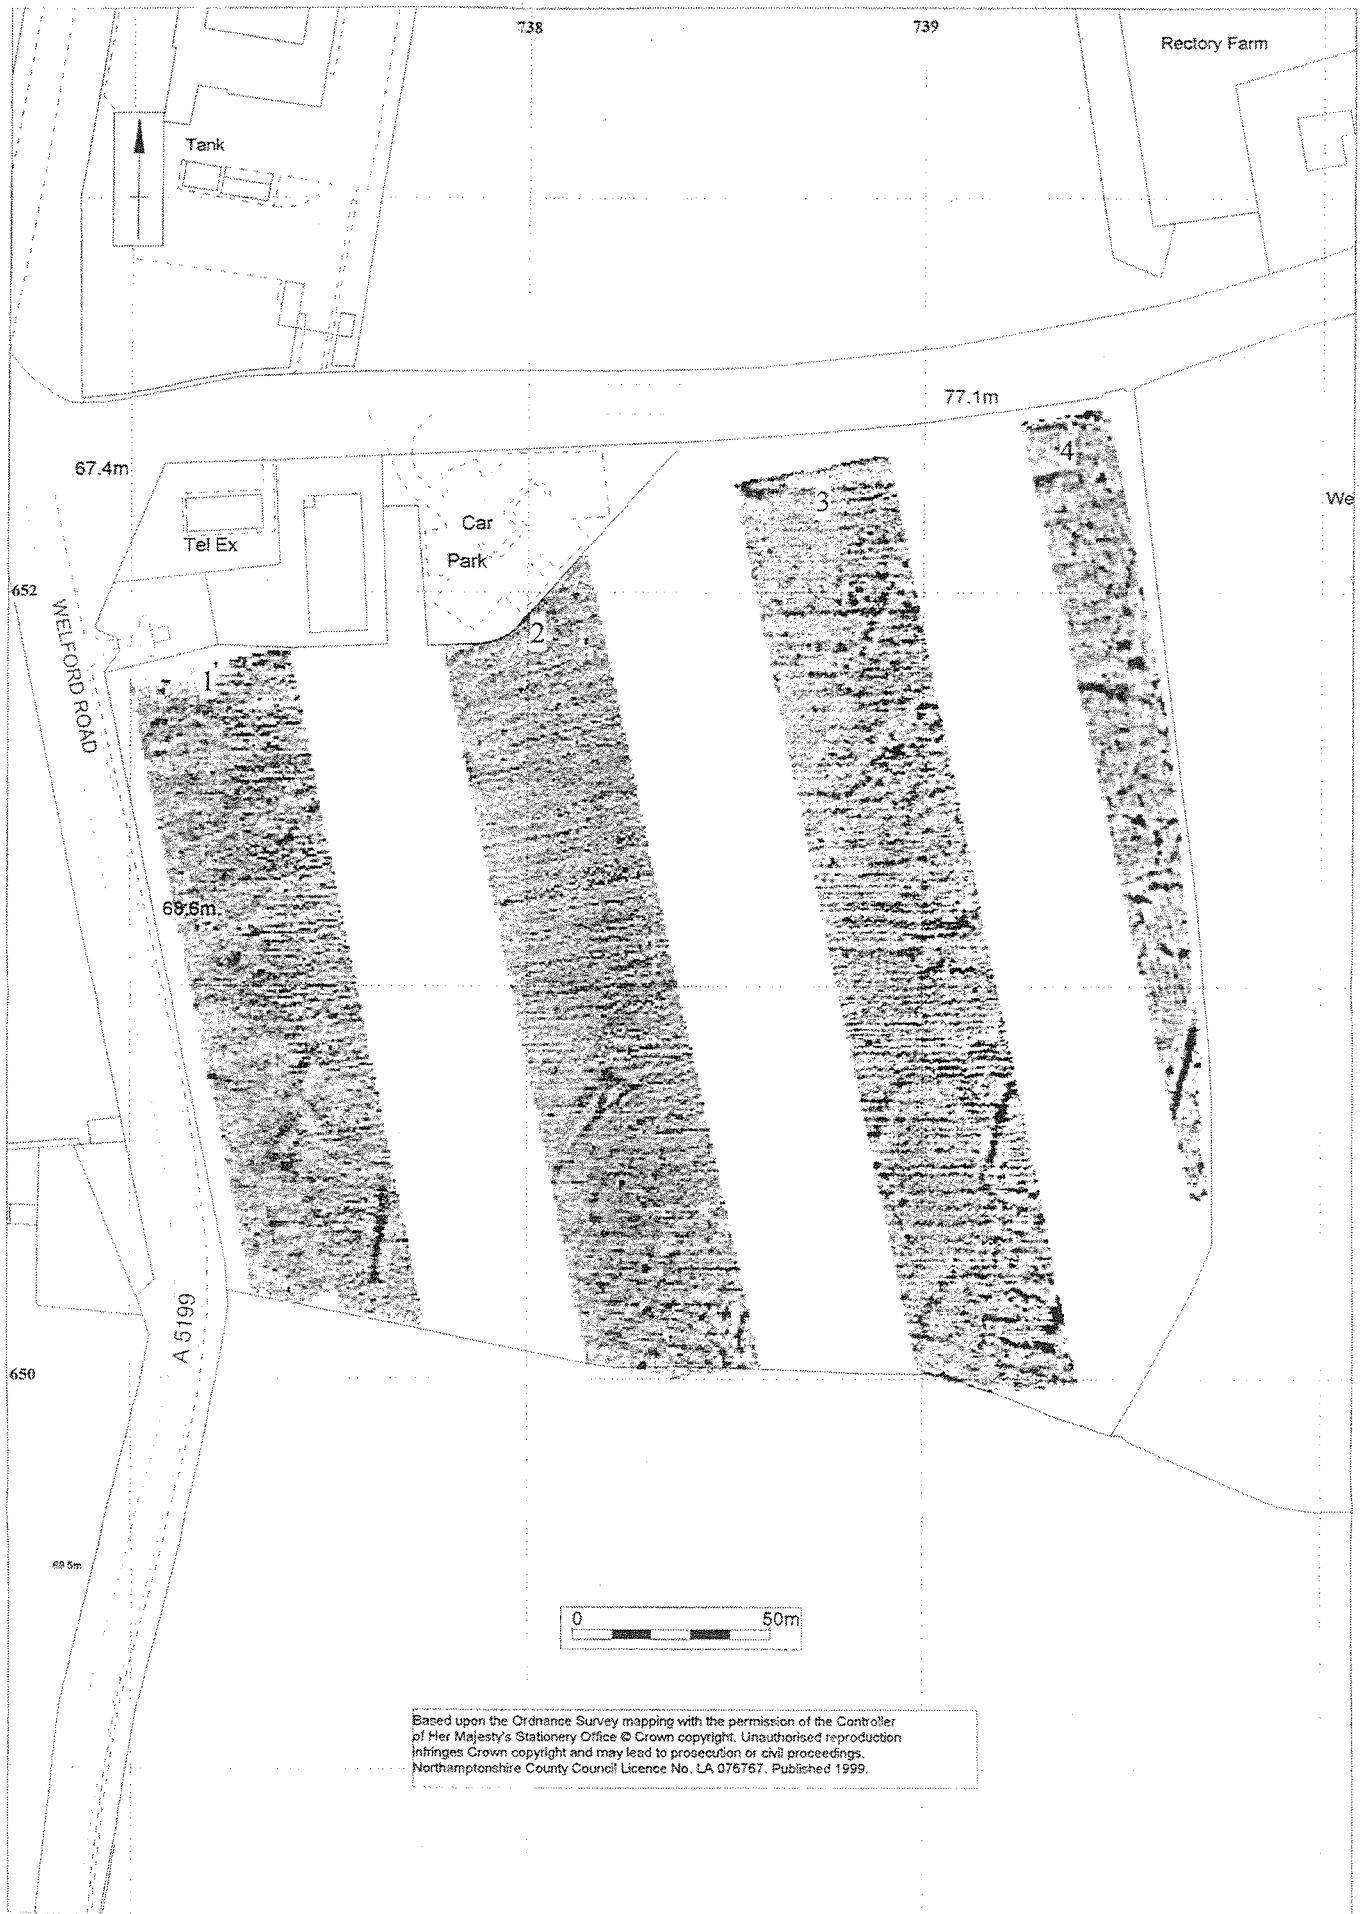 738
739
Rectory Farm
Tank
77.1m
67.4m
4
3
We
Car
Park
Tel Ex
652
2
WELFORD ROAD
1
68.6m
A 5199
650
69.5m
0 50m
Based upon the Ordnance Survey mapping with the permission of the Controller
of Her Majesty's Stationery Office © Crown copyright. Unauthorised reproduction
infringes Crown copyright and may lead to prosecution or civil proceedings.
Northamptonshire County Council Licence No. LA 076767. Published 1999.